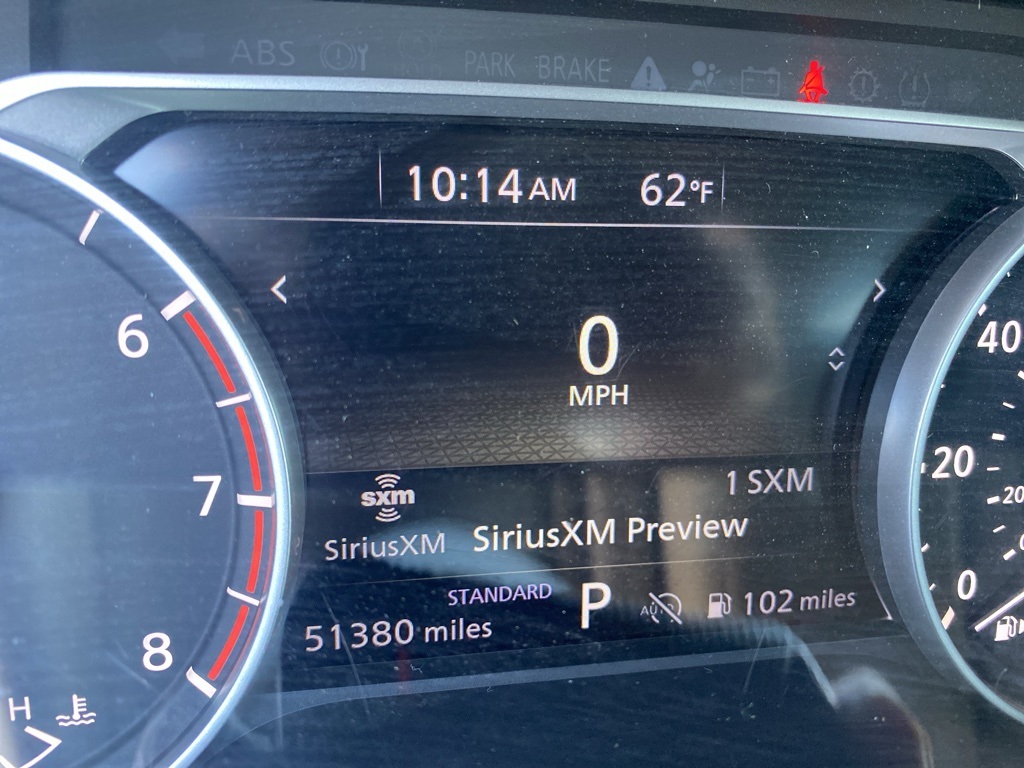 ABS
PARK BRAKE
10:14 AM 62°F
0
MPH
6
7
8
H
40
20
20
0
sxm
SiriusXM
1 SXM
SiriusXM Preview
STANDARD
P
AUTO
102 miles
51380 miles